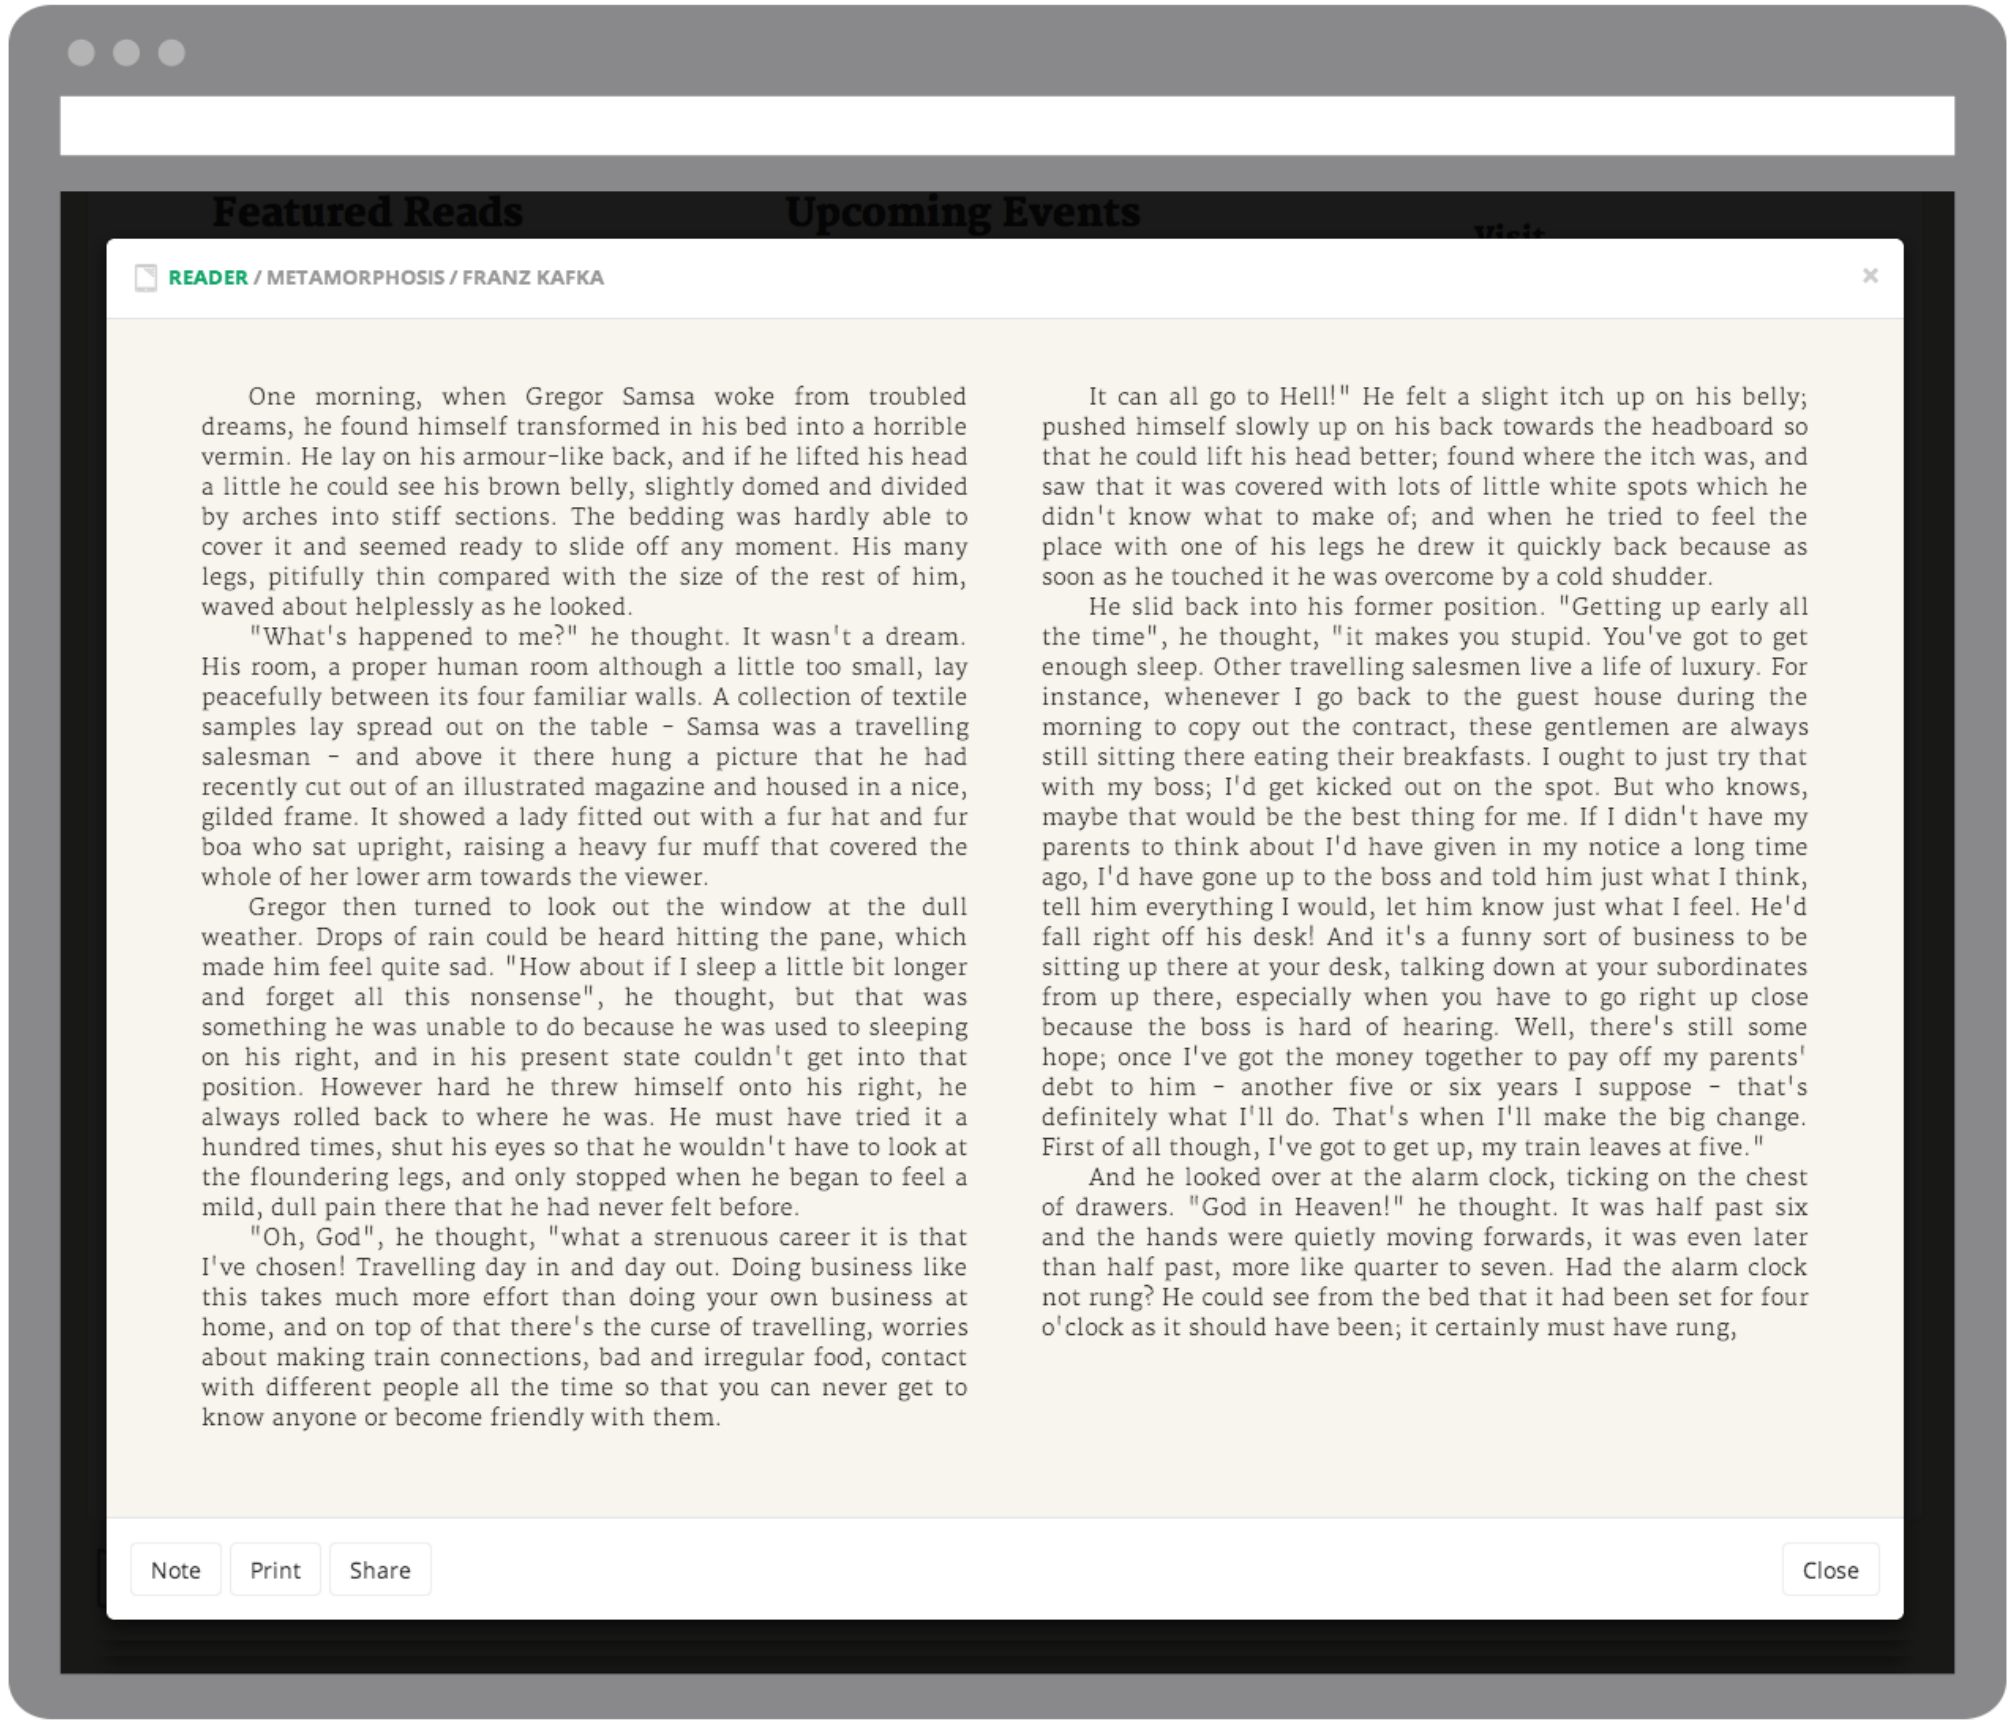 Featured Reads
Upcoming Events
Visit
READER / METAMORPHOSIS / FRANZ KAFKA
×
One morning, when Gregor Samsa woke from troubled
dreams, he found himself transformed in his bed into a horrible
vermin. He lay on his armour-like back, and if he lifted his head
a little he could see his brown belly, slightly domed and divided
by arches into stiff sections. The bedding was hardly able to
cover it and seemed ready to slide off any moment. His many
legs, pitifully thin compared with the size of the rest of him,
waved about helplessly as he looked.
"What's happened to me?" he thought. It wasn't a dream.
His room, a proper human room although a little too small, lay
peacefully between its four familiar walls. A collection of textile
samples lay spread out on the table - Samsa was a travelling
salesman - and above it there hung a picture that he had
recently cut out of an illustrated magazine and housed in a nice,
gilded frame. It showed a lady fitted out with a fur hat and fur
boa who sat upright, raising a heavy fur muff that covered the
whole of her lower arm towards the viewer.
Gregor then turned to look out the window at the dull
weather. Drops of rain could be heard hitting the pane, which
made him feel quite sad. "How about if I sleep a little bit longer
and forget all this nonsense", he thought, but that was
something he was unable to do because he was used to sleeping
on his right, and in his present state couldn't get into that
position. However hard he threw himself onto his right, he
always rolled back to where he was. He must have tried it a
hundred times, shut his eyes so that he wouldn't have to look at
the floundering legs, and only stopped when he began to feel a
mild, dull pain there that he had never felt before.
"Oh, God", he thought, "what a strenuous career it is that
I've chosen! Travelling day in and day out. Doing business like
this takes much more effort than doing your own business at
home, and on top of that there's the curse of travelling, worries
about making train connections, bad and irregular food, contact
with different people all the time so that you can never get to
know anyone or become friendly with them.
It can all go to Hell!" He felt a slight itch up on his belly;
pushed himself slowly up on his back towards the headboard so
that he could lift his head better; found where the itch was, and
saw that it was covered with lots of little white spots which he
didn't know what to make of; and when he tried to feel the
place with one of his legs he drew it quickly back because as
soon as he touched it he was overcome by a cold shudder.
He slid back into his former position. "Getting up early all
the time", he thought, "it makes you stupid. You've got to get
enough sleep. Other travelling salesmen live a life of luxury. For
instance, whenever I go back to the guest house during the
morning to copy out the contract, these gentlemen are always
still sitting there eating their breakfasts. I ought to just try that
with my boss; I'd get kicked out on the spot. But who knows,
maybe that would be the best thing for me. If I didn't have my
parents to think about I'd have given in my notice a long time
ago, I'd have gone up to the boss and told him just what I think,
tell him everything I would, let him know just what I feel. He'd
fall right off his desk! And it's a funny sort of business to be
sitting up there at your desk, talking down at your subordinates
from up there, especially when you have to go right up close
because the boss is hard of hearing. Well, there's still some
hope; once I've got the money together to pay off my parents'
debt to him - another five or six years I suppose - that's
definitely what I'll do. That's when I'll make the big change.
First of all though, I've got to get up, my train leaves at five."
And he looked over at the alarm clock, ticking on the chest
of drawers. "God in Heaven!" he thought. It was half past six
and the hands were quietly moving forwards, it was even later
than half past, more like quarter to seven. Had the alarm clock
not rung? He could see from the bed that it had been set for four
o'clock as it should have been; it certainly must have rung,
Note
Print
Share
Close